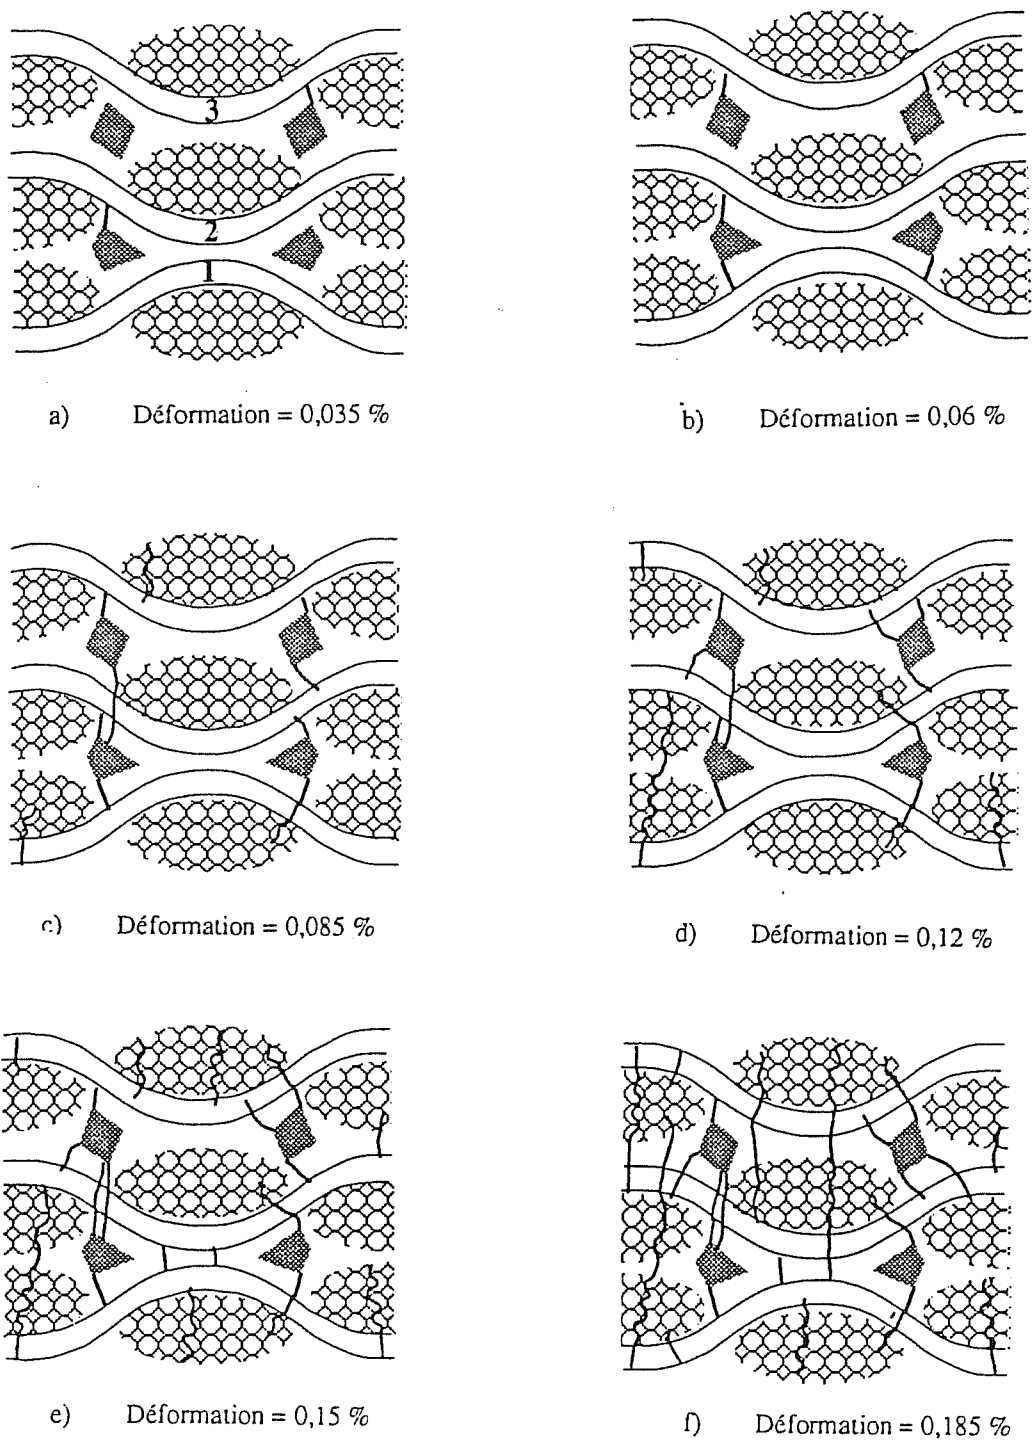 3
2
1
a) Déformation = 0,035 %
b) Déformation = 0,06 %
c) Déformation = 0,085 %
d) Déformation = 0,12 %
e) Déformation = 0,15 %
f) Déformation = 0,185 %